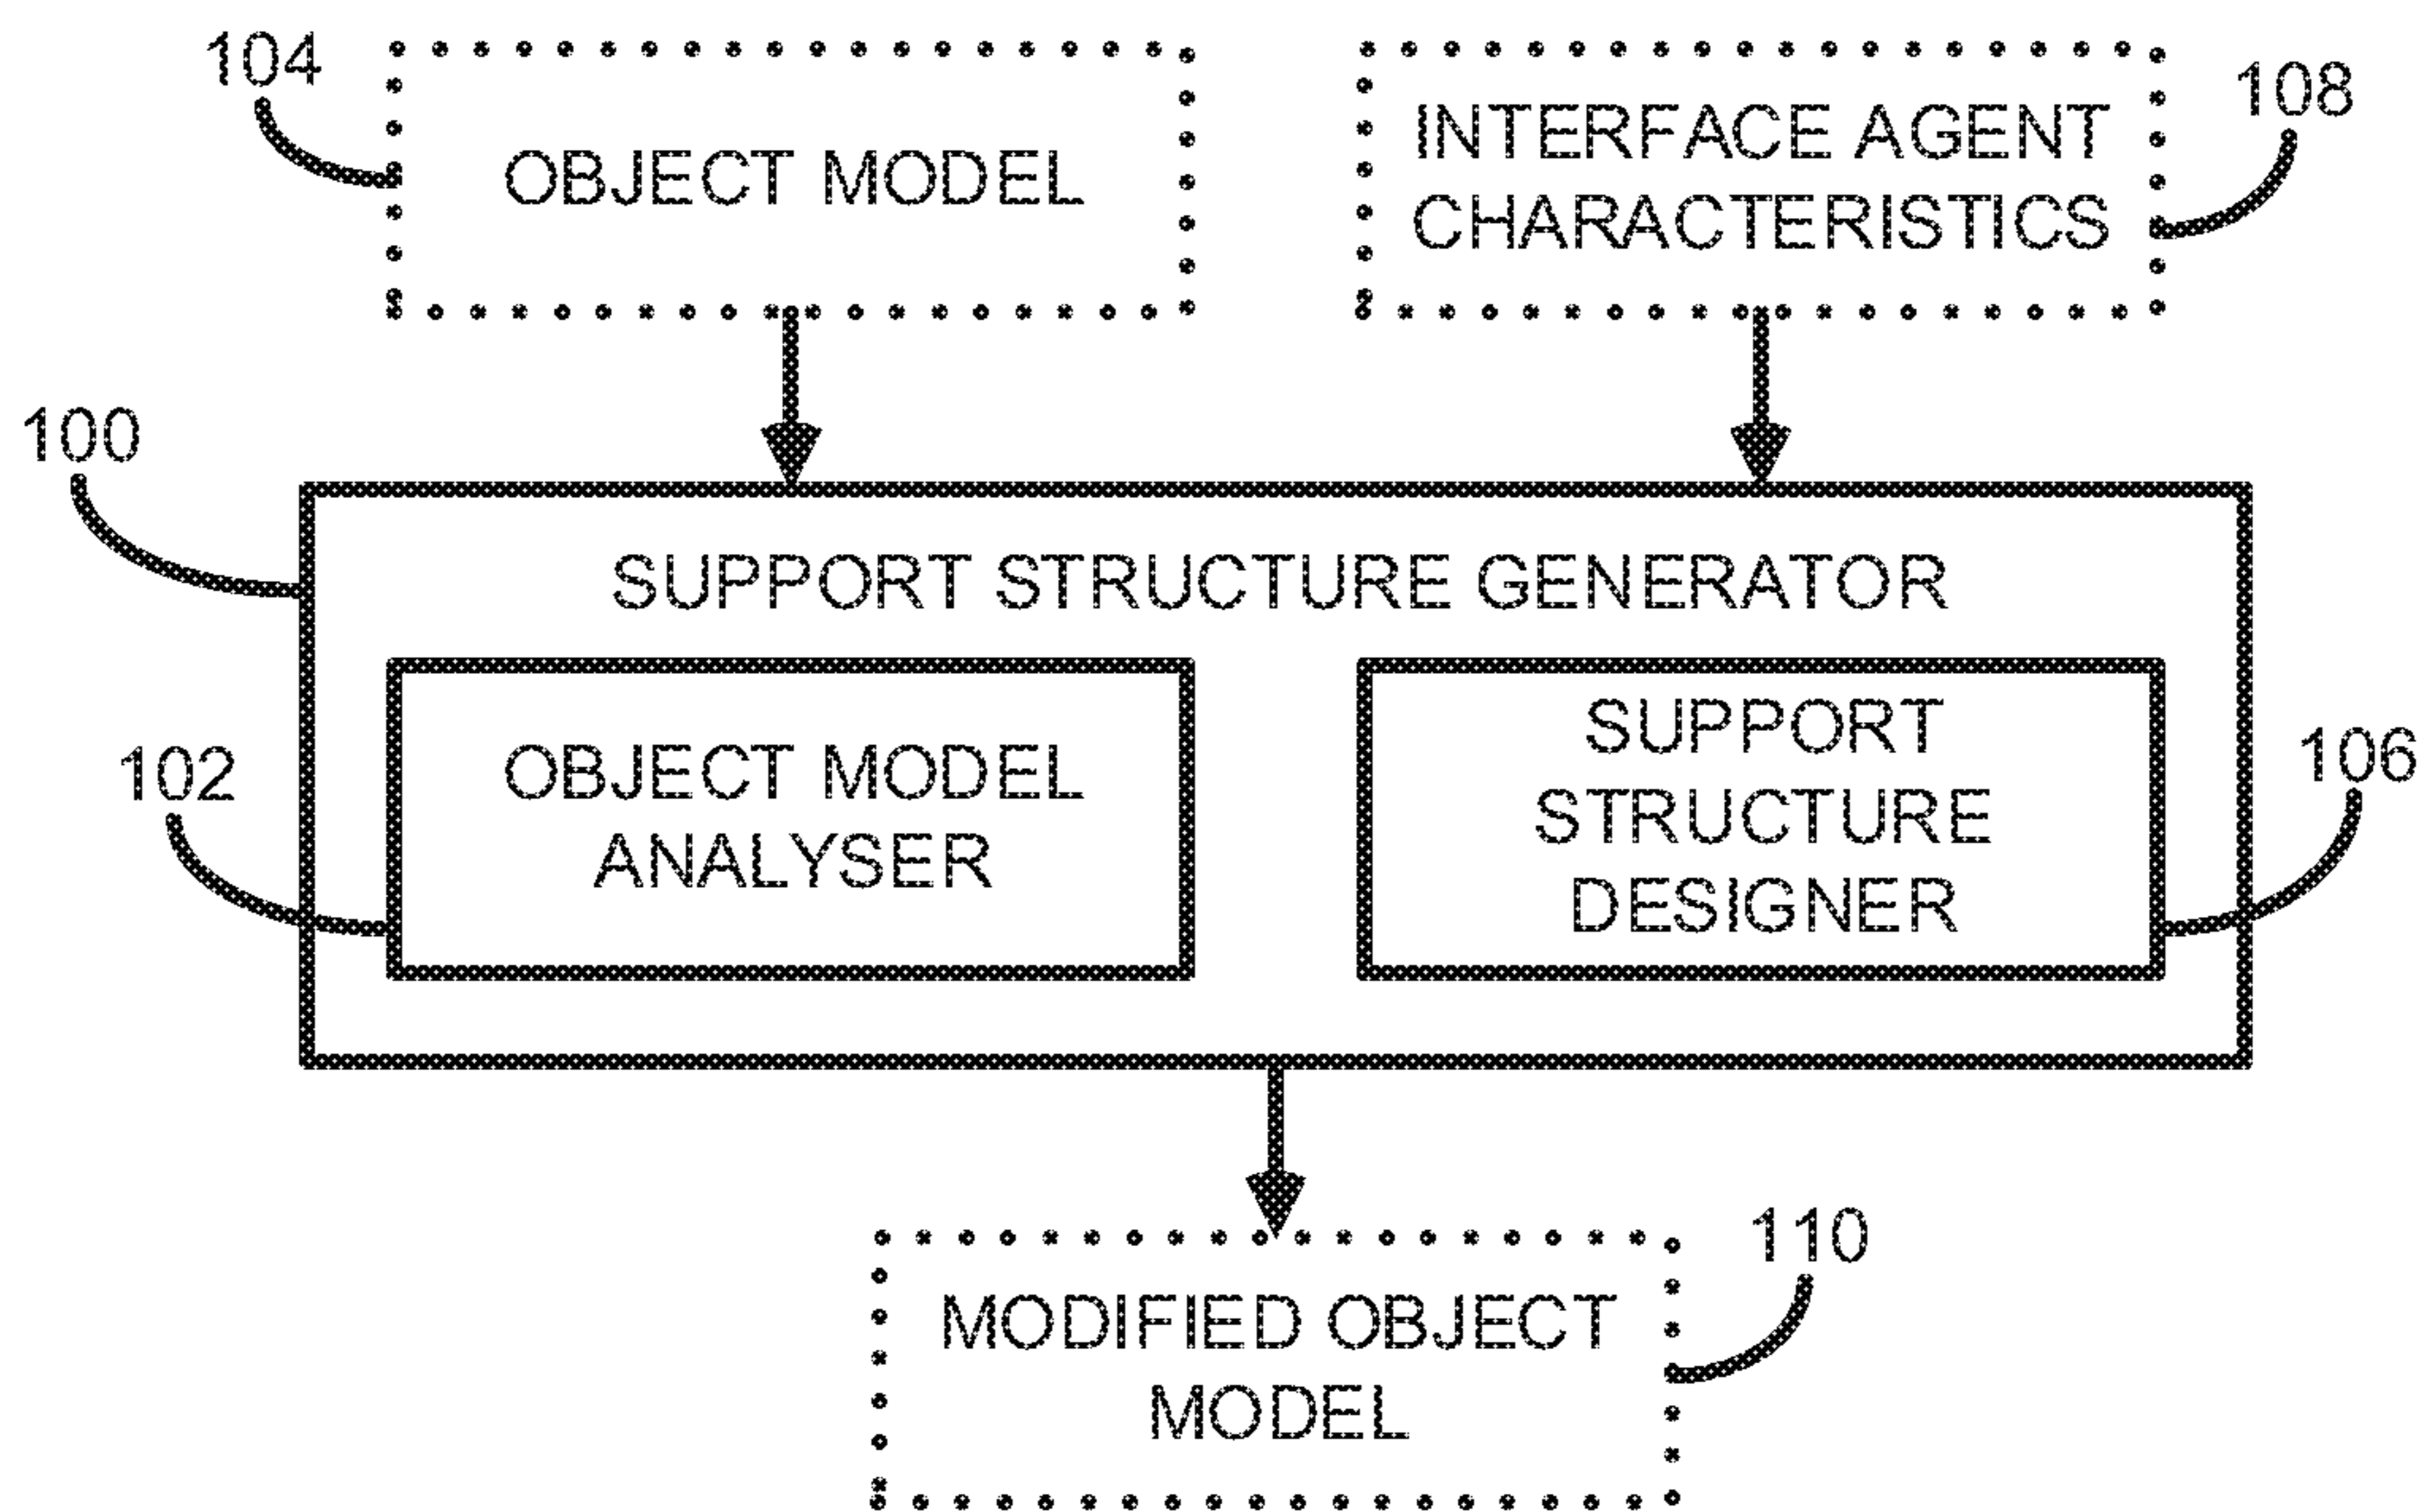 104
OBJECT MODEL
INTERFACE AGENT
CHARACTERISTICS
108
100
SUPPORT STRUCTURE GENERATOR
102
OBJECT MODEL
ANALYSER
SUPPORT
STRUCTURE
DESIGNER
106
MODIFIED OBJECT
MODEL
110